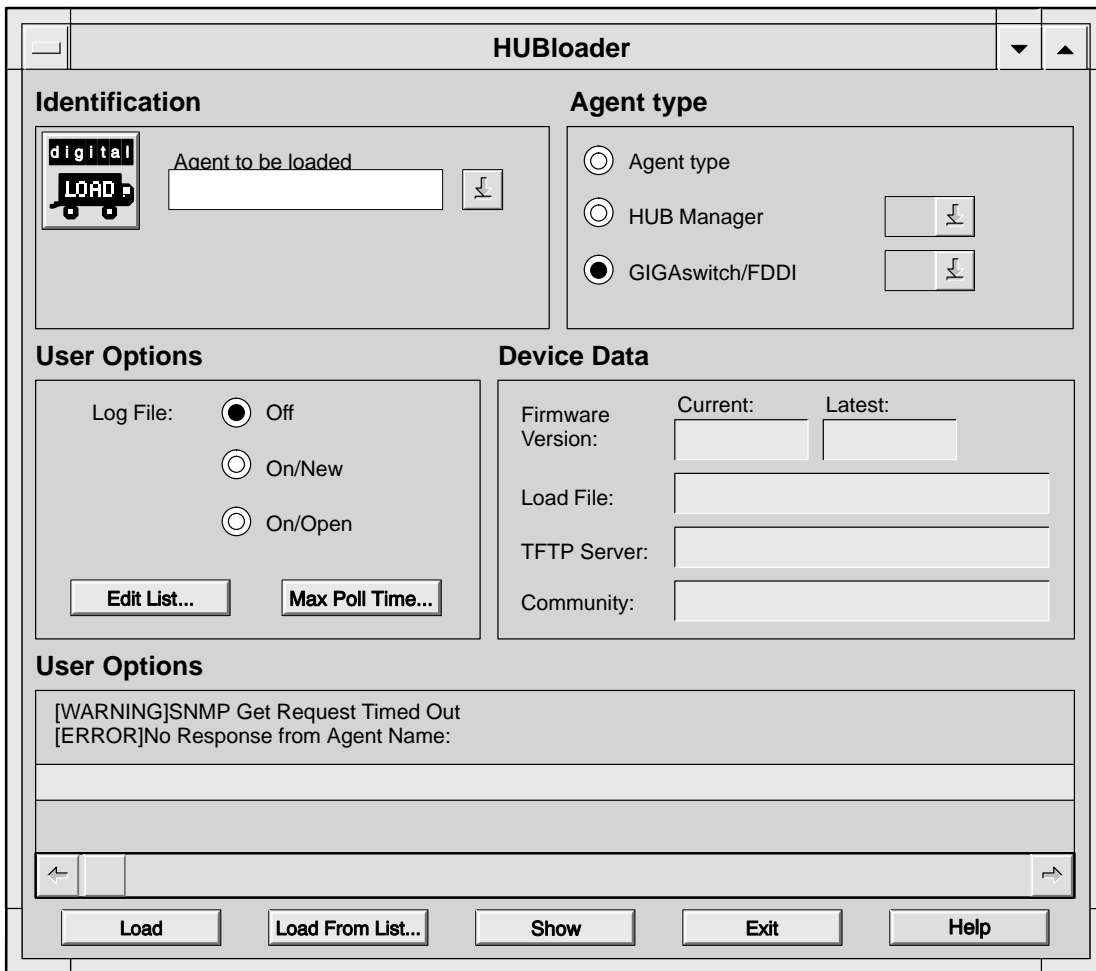 HUBloader
Identification
Agent type
digital
LOAD
Agent to be loaded
Agent type
HUB Manager
GIGAswitch/FDDI
User Options
Device Data
Log File:
Off
On/New
On/Open
Edit List...
Max Poll Time...
Firmware
Version:
Current:
Latest:
Load File:
TFTP Server:
Community:
User Options
[WARNING]SNMP Get Request Timed Out
[ERROR]No Response from Agent Name:
Load
Load From List...
Show
Exit
Help